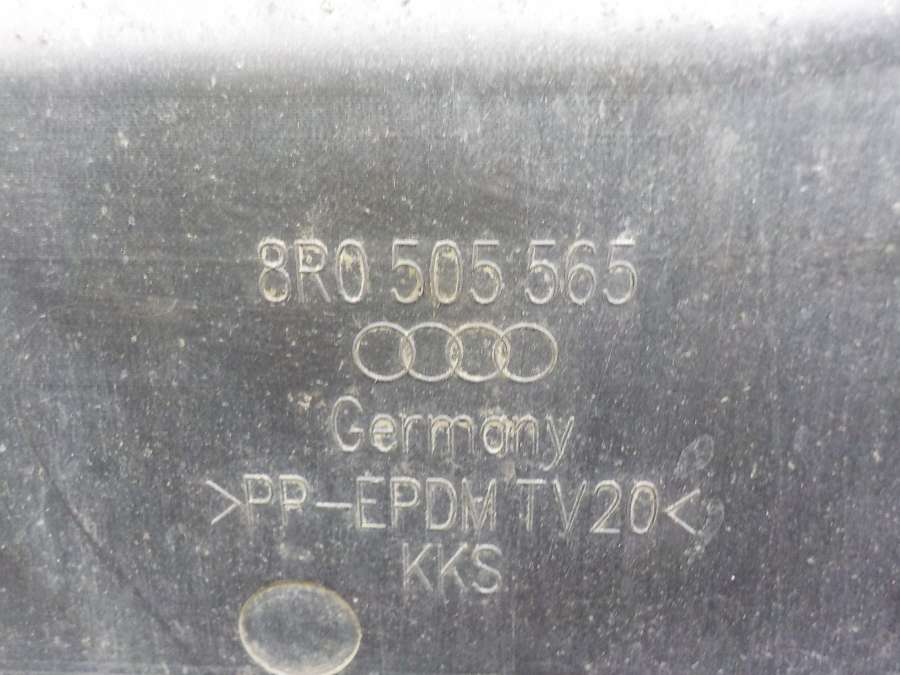 8R0 505 565
Germany
>PP-EPDM TV20<
KKS